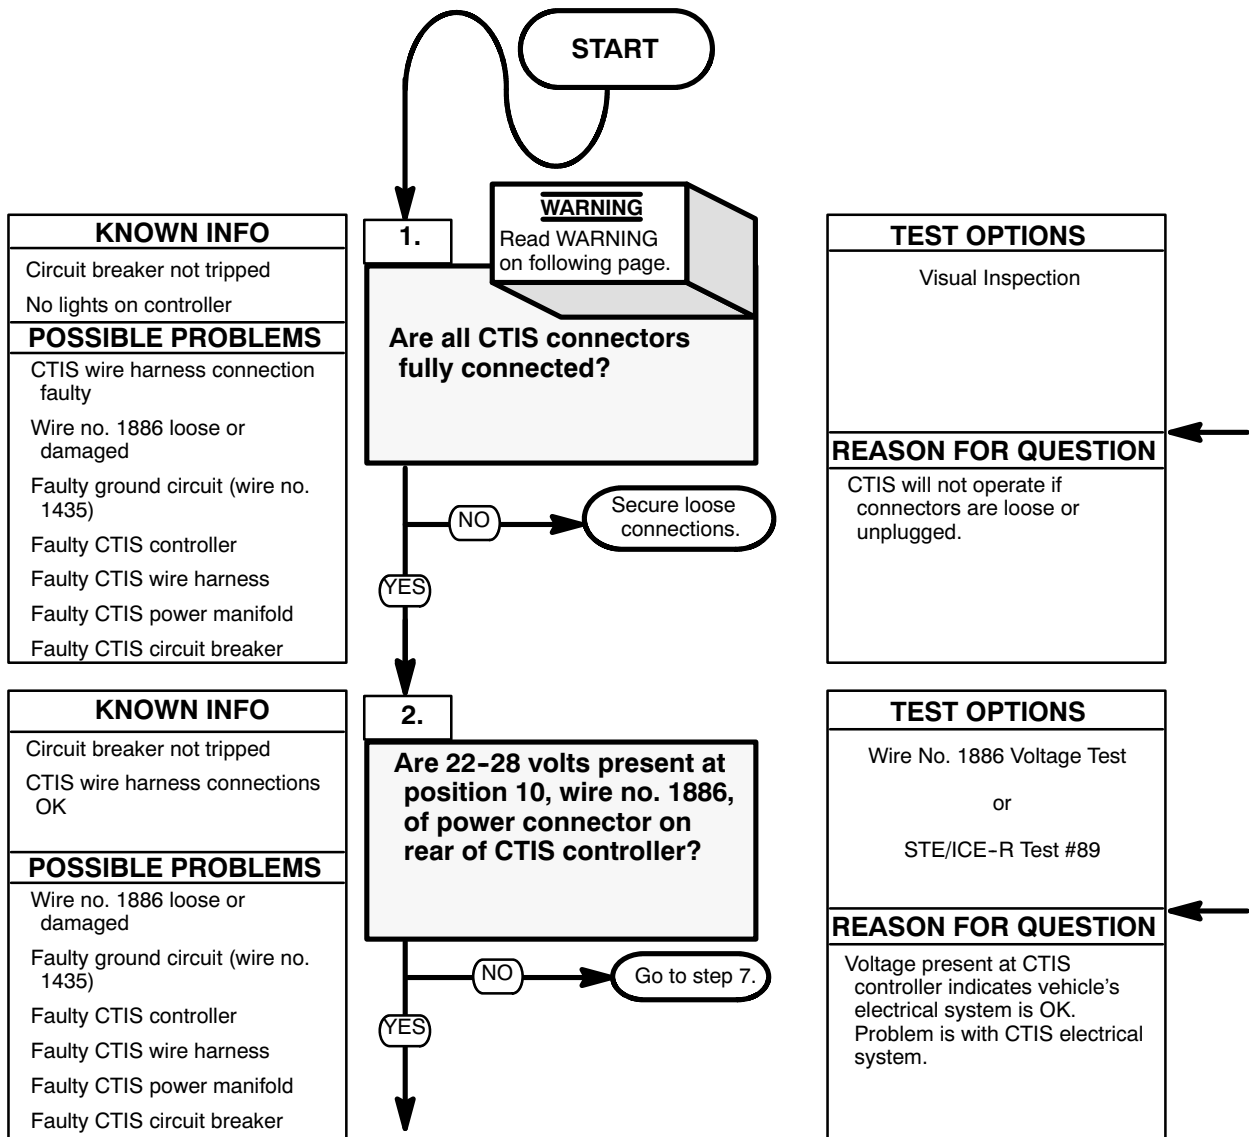 START
WARNING
Read WARNING
on following page.
KNOWN INFO
Circuit breaker not tripped
No lights on controller
POSSIBLE PROBLEMS
CTIS wire harness connection
faulty
Wire no. 1886 loose or
damaged
Faulty ground circuit (wire no.
1435)
Faulty CTIS controller
Faulty CTIS wire harness
Faulty CTIS power manifold
Faulty CTIS circuit breaker
1.
Are all CTIS connectors
fully connected?
NO
Secure loose
connections.
YES
TEST OPTIONS
Visual Inspection
REASON FOR QUESTION
CTIS will not operate if
connectors are loose or
unplugged.
KNOWN INFO
Circuit breaker not tripped
CTIS wire harness connections
OK
POSSIBLE PROBLEMS
Wire no. 1886 loose or
damaged
Faulty ground circuit (wire no.
1435)
Faulty CTIS controller
Faulty CTIS wire harness
Faulty CTIS power manifold
Faulty CTIS circuit breaker
2.
Are 22-28 volts present at
position 10, wire no. 1886,
of power connector on
rear of CTIS controller?
NO
Go to step 7.
YES
TEST OPTIONS
Wire No. 1886 Voltage Test
or
STE/ICE-R Test #89
REASON FOR QUESTION
Voltage present at CTIS
controller indicates vehicle's
electrical system is OK.
Problem is with CTIS electrical
system.